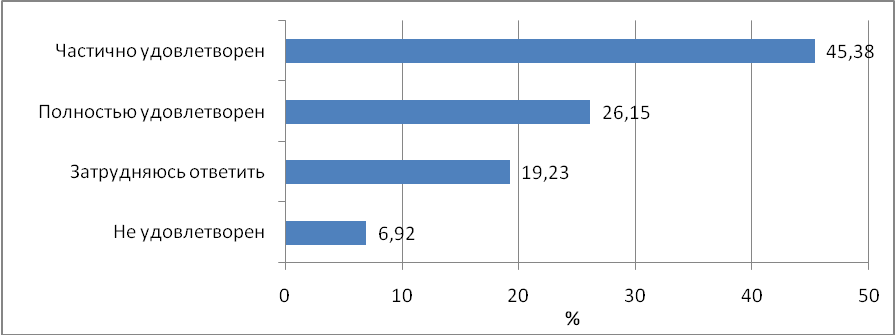 Частично удовлетворен 45,38
Полностью удовлетворен 26,15
Затрудняюсь ответить 19,23
Не удовлетворен 6,92
0 10 20 30 40 50
%